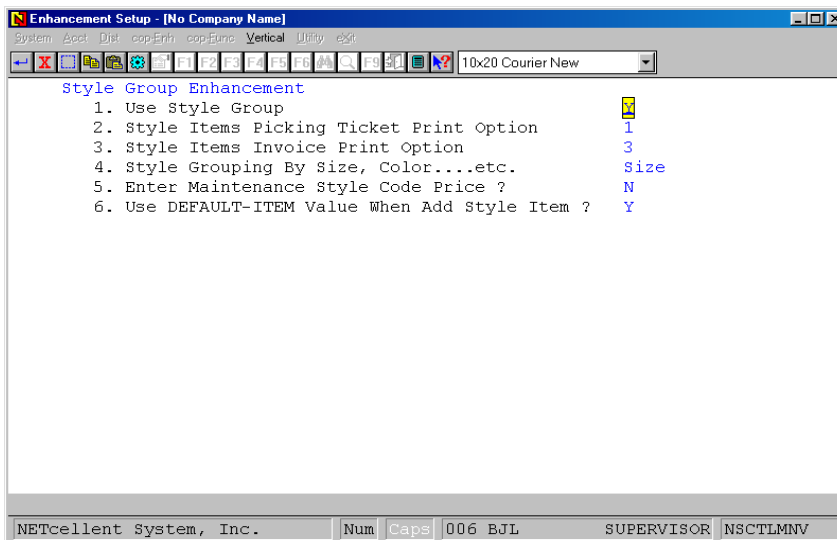 Enhancement Setup - [No Company Name]
System Acct Dist cop-Enh cop-Func Vertical Utility eXit
F1 F2 F3 F4 F5 F6 F9 10x20 Courier New
Style Group Enhancement
1. Use Style Group Y
2. Style Items Picking Ticket Print Option 1
3. Style Items Invoice Print Option 3
4. Style Grouping By Size, Color....etc. Size
5. Enter Maintenance Style Code Price ? N
6. Use DEFAULT-ITEM Value When Add Style Item ? Y
NETcellent System, Inc. Num Caps 006 BJL SUPERVISOR NSCTLMNV